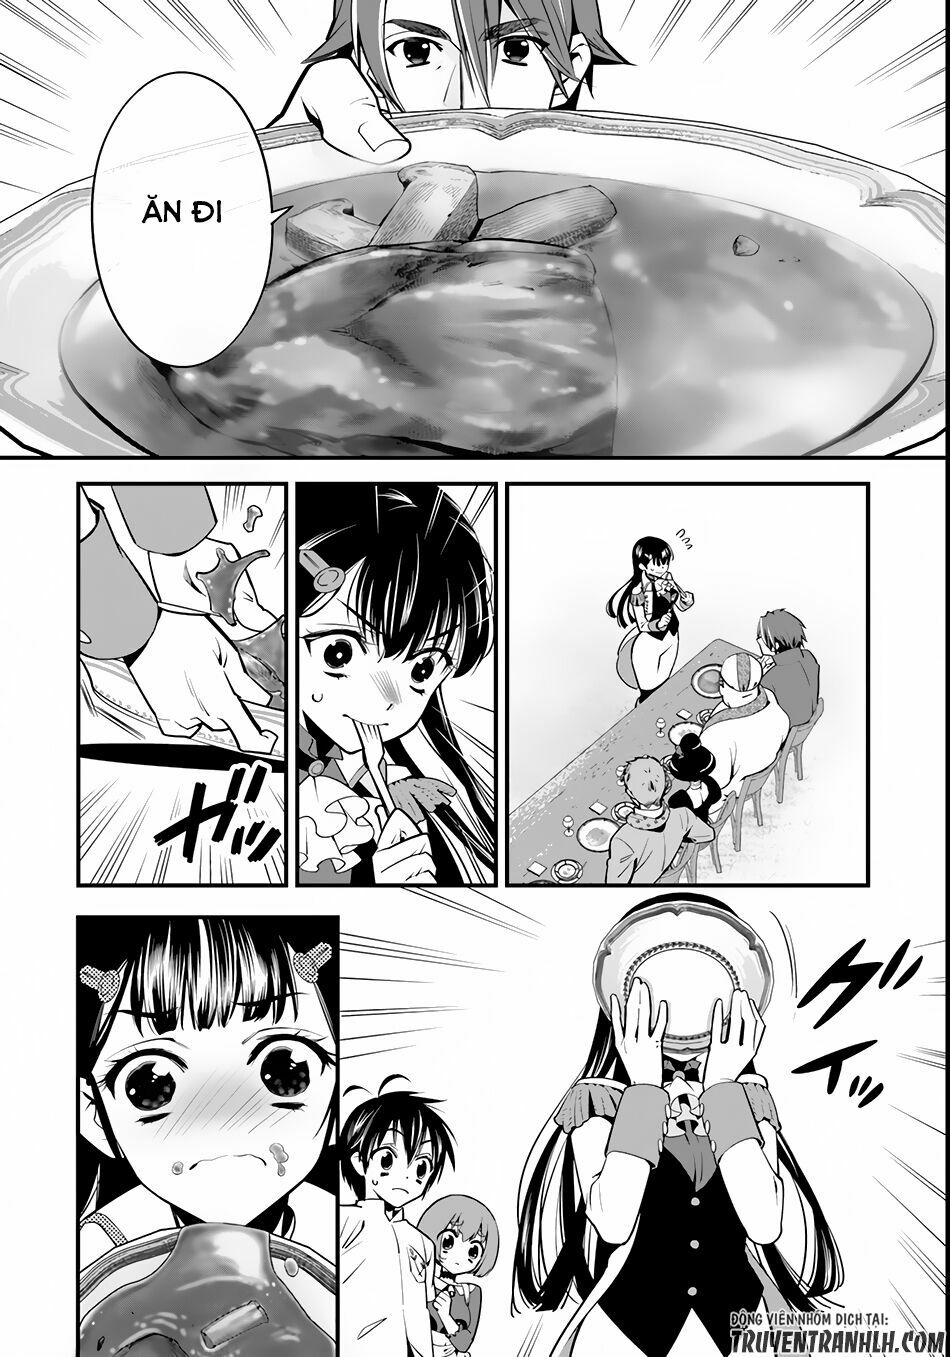 ĂN ĐI
ガッ
グイッ
ĐỘNG VIÊN NHÓM DỊCH TẠI:
TRUYENTRANHLH.COM